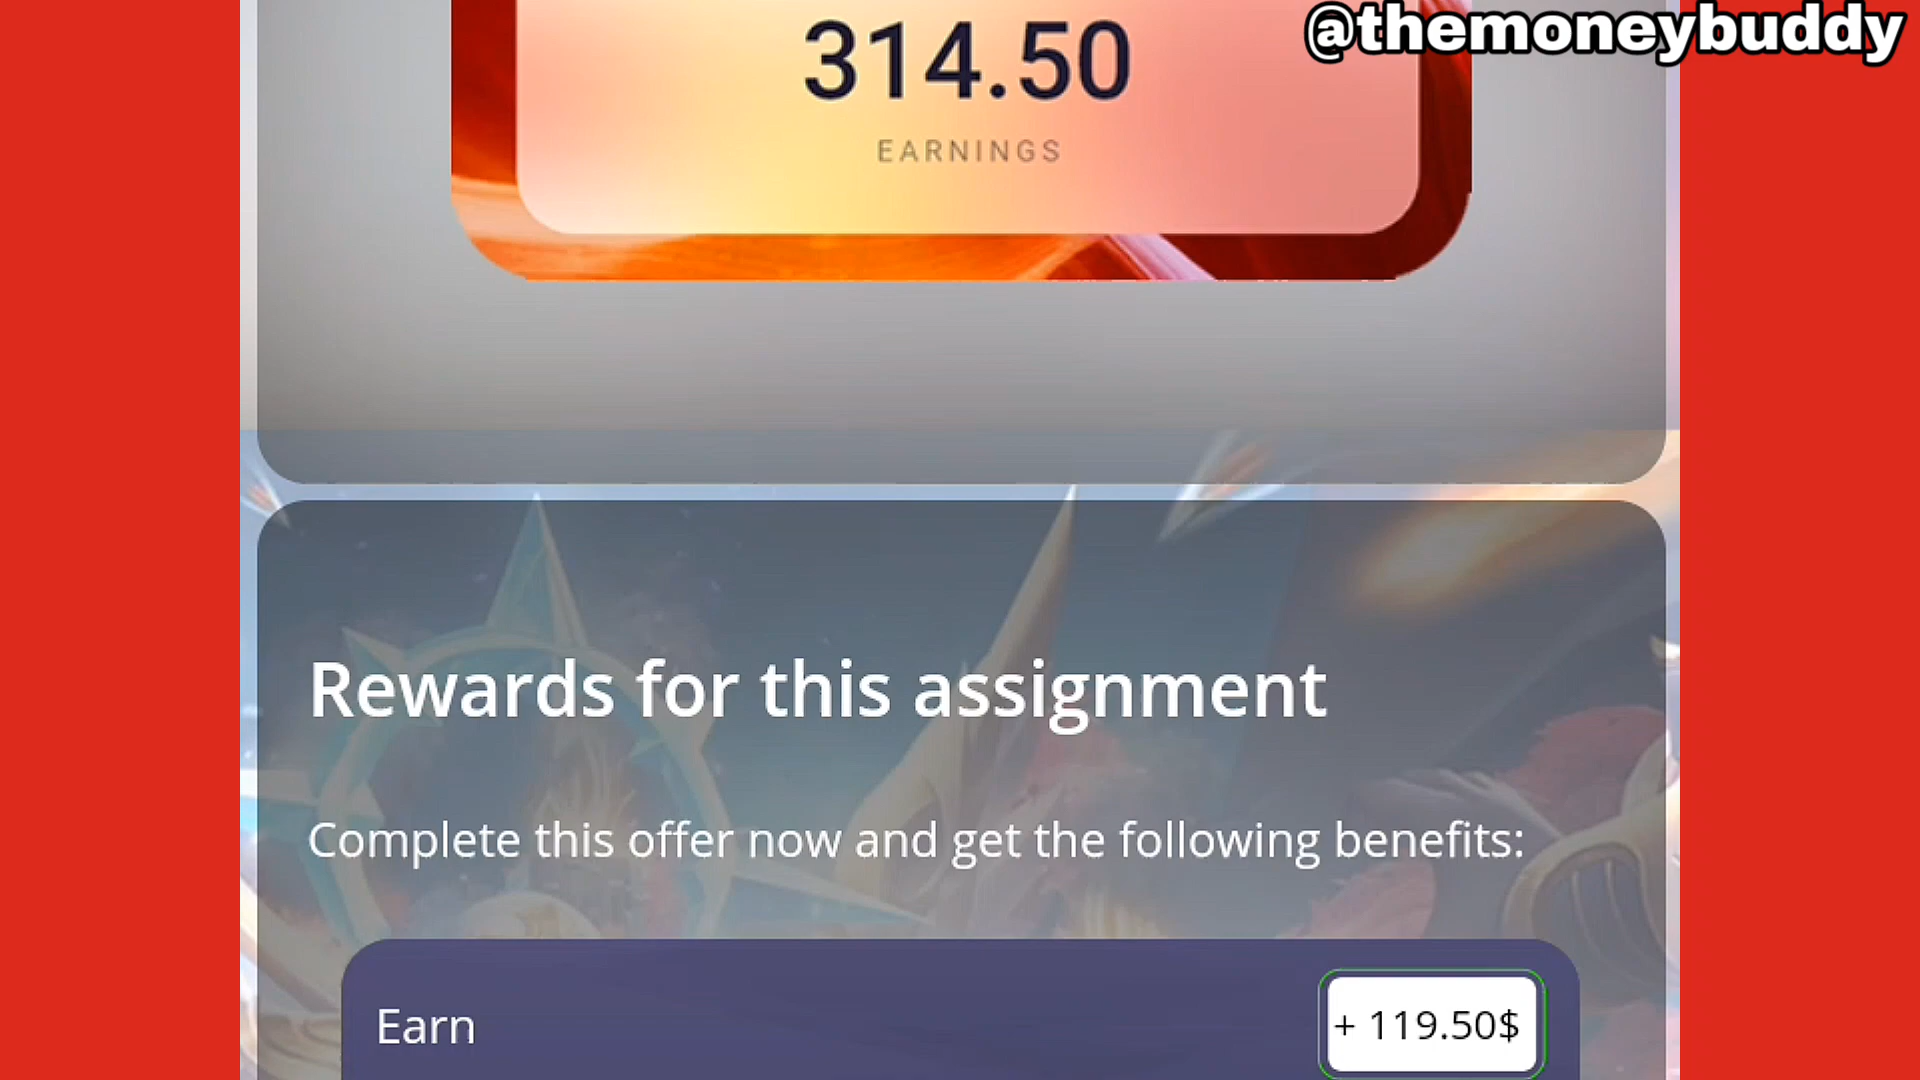 @themoneybuddy
314.50
EARNINGS
Rewards for this assignment
Complete this offer now and get the following benefits:
Earn
+ 119.50$